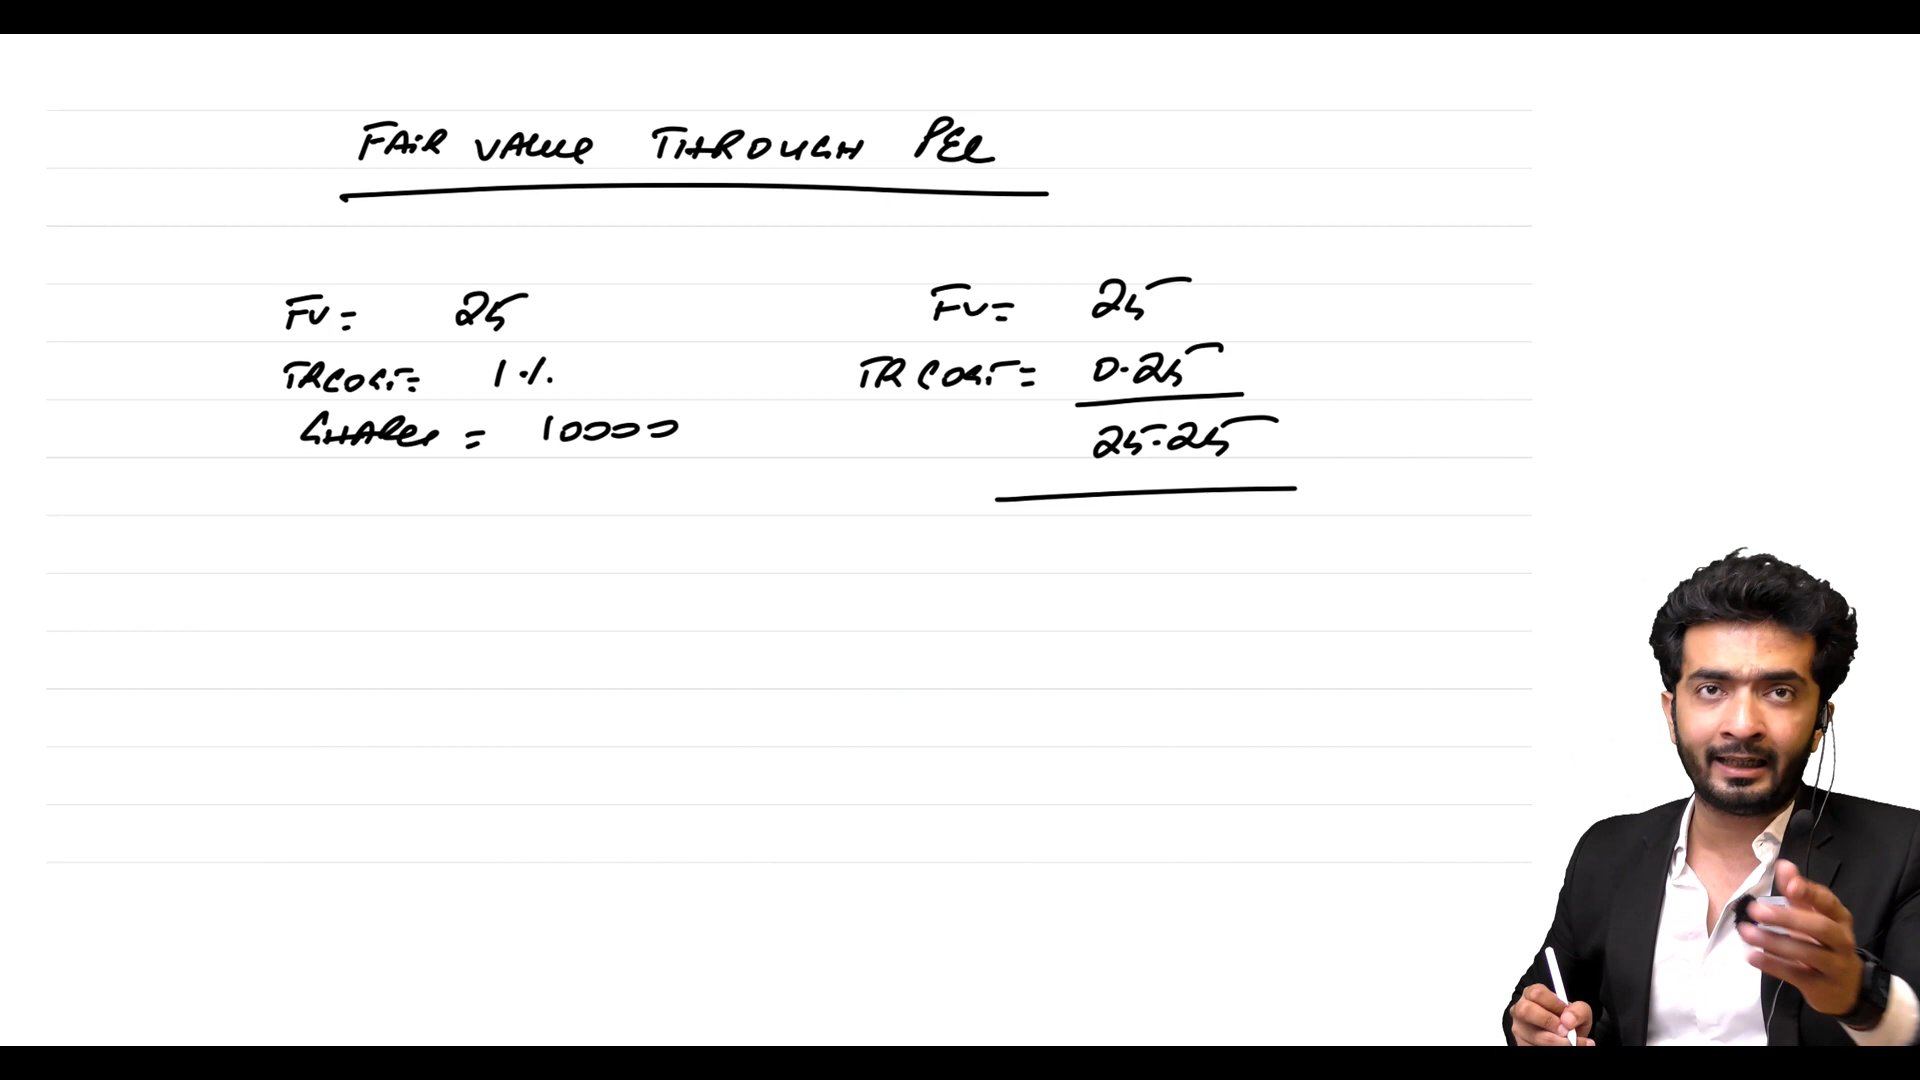 FAIR VALUE THROUGH P&L
FV = 25
TR COST = 1%
SHARES = 10000
FV = 25
TR COST = 0.25
25.25